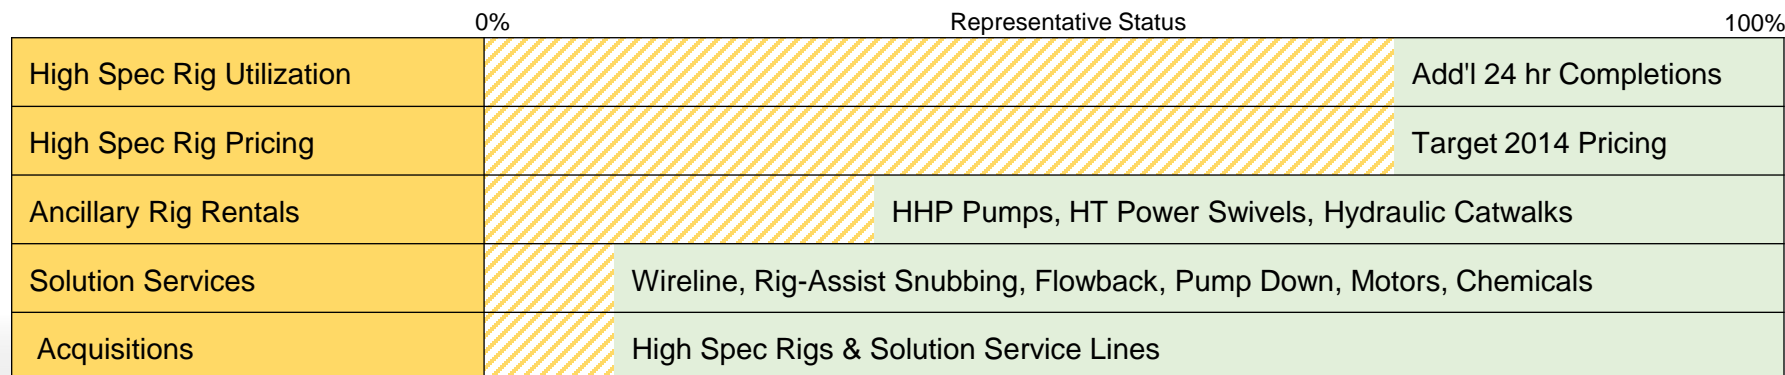 0% Representative Status 100%
High Spec Rig Utilization Add'l 24 hr Completions
High Spec Rig Pricing Target 2014 Pricing
Ancillary Rig Rentals HHP Pumps, HT Power Swivels, Hydraulic Catwalks
Solution Services Wireline, Rig-Assist Snubbing, Flowback, Pump Down, Motors, Chemicals
Acquisitions High Spec Rigs & Solution Service Lines